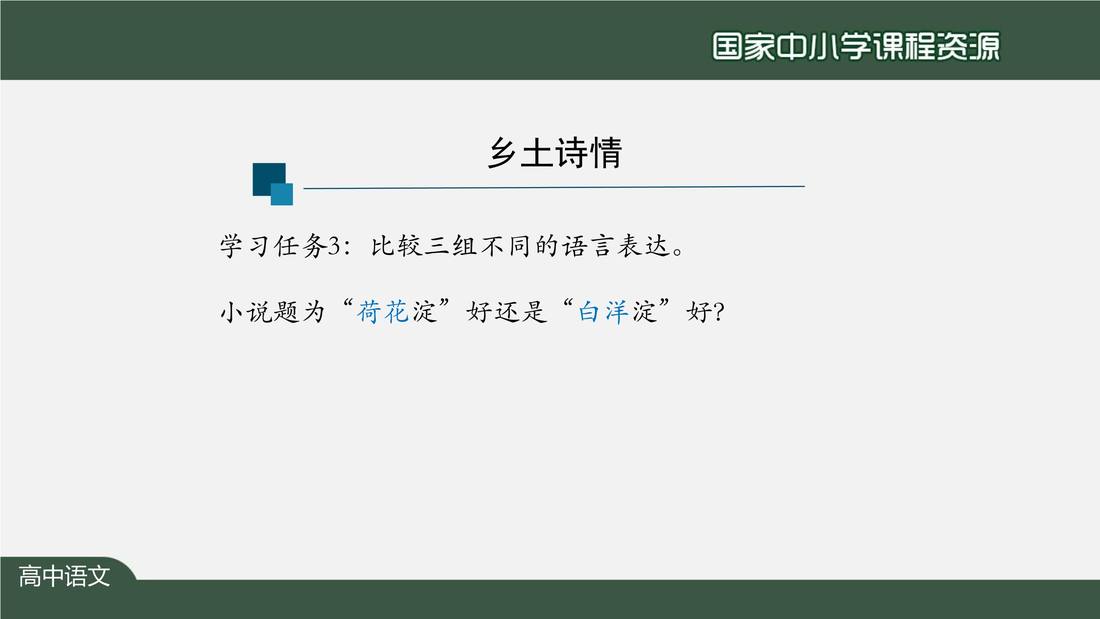 国家中小学课程资源
乡土诗情
学习任务3：比较三组不同的语言表达。
小说题为“荷花淀”好还是“白洋淀”好？
高中语文